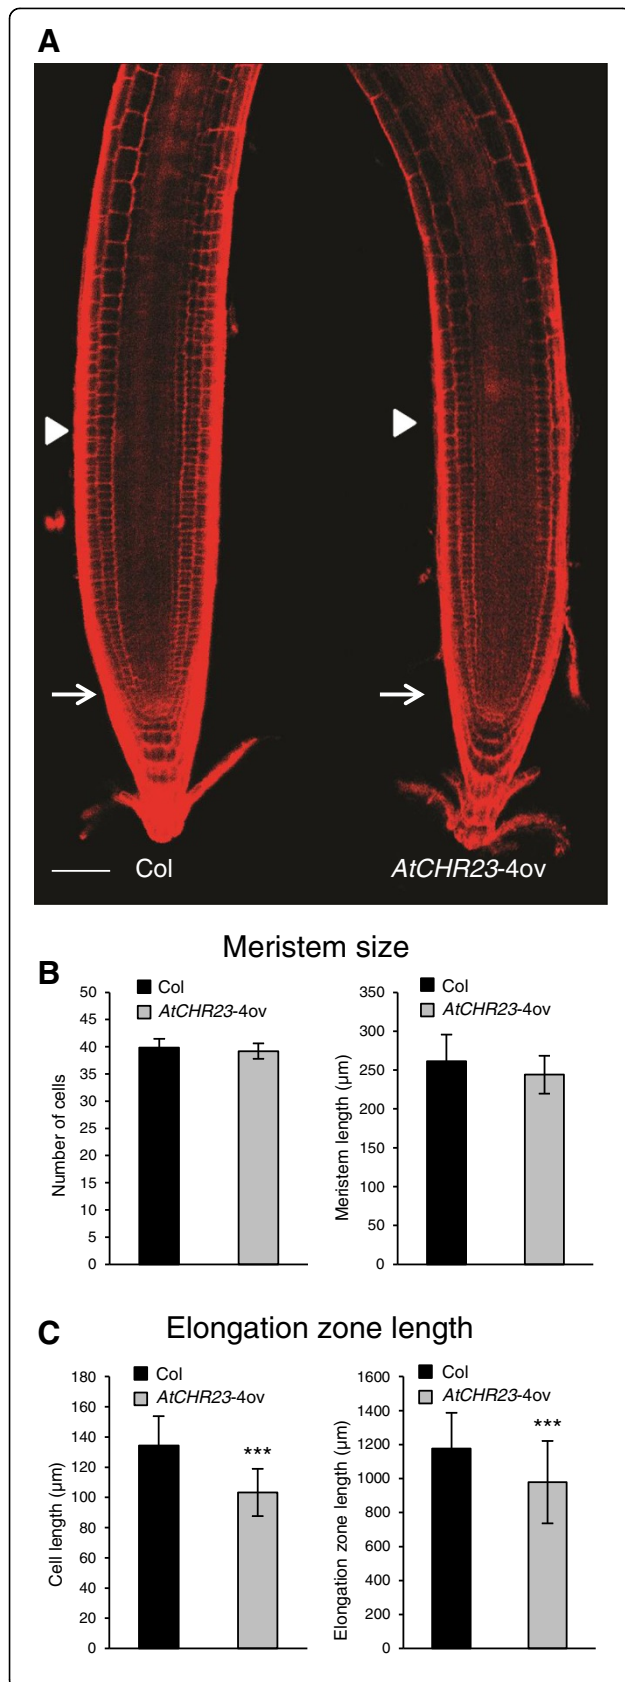 A
Col
AtCHR23-4ov
Meristem size
B
Col
AtCHR23-4ov
Number of cells
50
45
40
35
30
25
20
15
10
5
0
Col
AtCHR23-4ov
Meristem length (µm)
350
300
250
200
150
100
50
0
C
Elongation zone length
Col
AtCHR23-4ov
Cell length (µm)
180
160
140
120
100
80
60
40
20
0
***
Col
AtCHR23-4ov
Elongation zone length (µm)
1600
1400
1200
1000
800
600
400
200
0
***